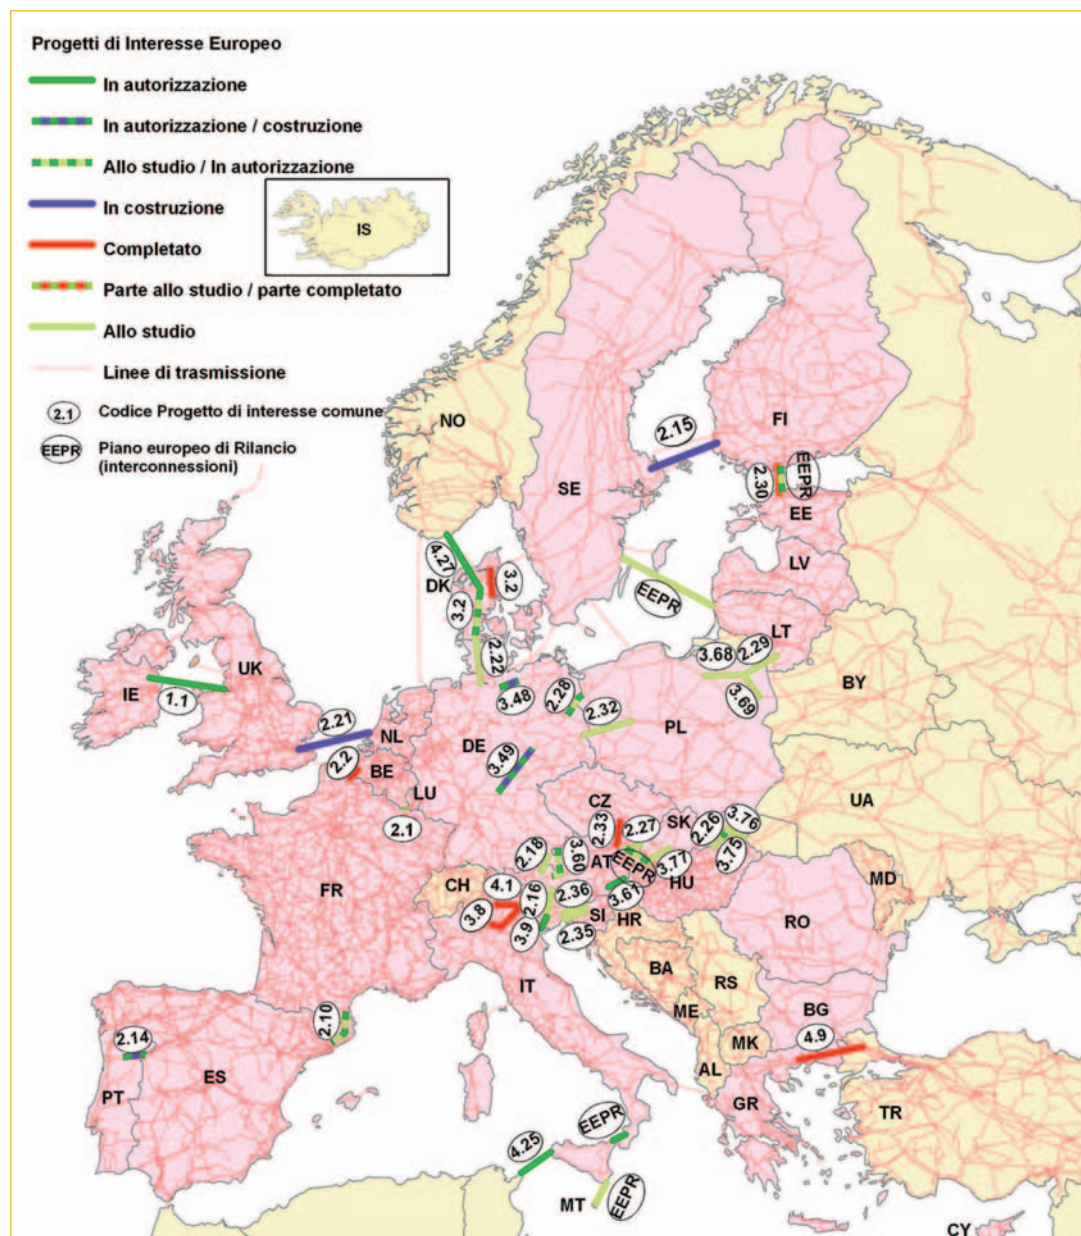 Progetti di Interesse Europeo
In autorizzazione
In autorizzazione / costruzione
Allo studio / In autorizzazione
In costruzione
Completato
Parte allo studio / parte completato
Allo studio
Linee di trasmissione
2.1 Codice Progetto di interesse comune
EEPR Piano europeo di Rilancio
(interconnessioni)
IS
NO
FI
2.15
SE
2.30
EEPR
EE
4.27
DK
3.2
3.2
LV
EEPR
LT
2.22
3.68
2.29
UK
IE
1.1
3.48
2.28
2.32
3.69
BY
2.21
NL
DE
PL
2.2
BE
3.49
LU
2.1
CZ
SK
UA
2.33
2.27
2.26
3.76
2.18
3.60
AT
EEPR
3.77
3.75
FR
CH
4.1
2.16
2.36
3.61
HU
MD
3.8
3.9
SI
HR
2.35
RO
IT
BA
RS
2.10
ME
BG
2.14
MK
4.9
PT
ES
AL
GR
TR
EEPR
4.25
MT
EEPR
CY